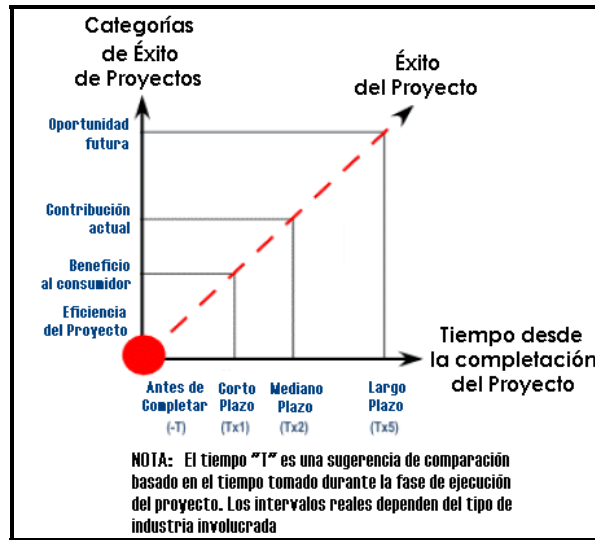 Categorías
de Éxito
de Proyectos
Éxito
del Proyecto
Oportunidad
futura
Contribución
actual
Beneficio
al consumidor
Eficiencia
del Proyecto
Tiempo desde
la completación
del Proyecto
Antes de
Completar
(-T)
Corto
Plazo
(Tx1)
Mediano
Plazo
(Tx2)
Largo
Plazo
(Tx5)
NOTA: El tiempo "T" es una sugerencia de comparación
basado en el tiempo tomado durante la fase de ejecución
del proyecto. Los intervalos reales dependen del tipo de
industria involucrada